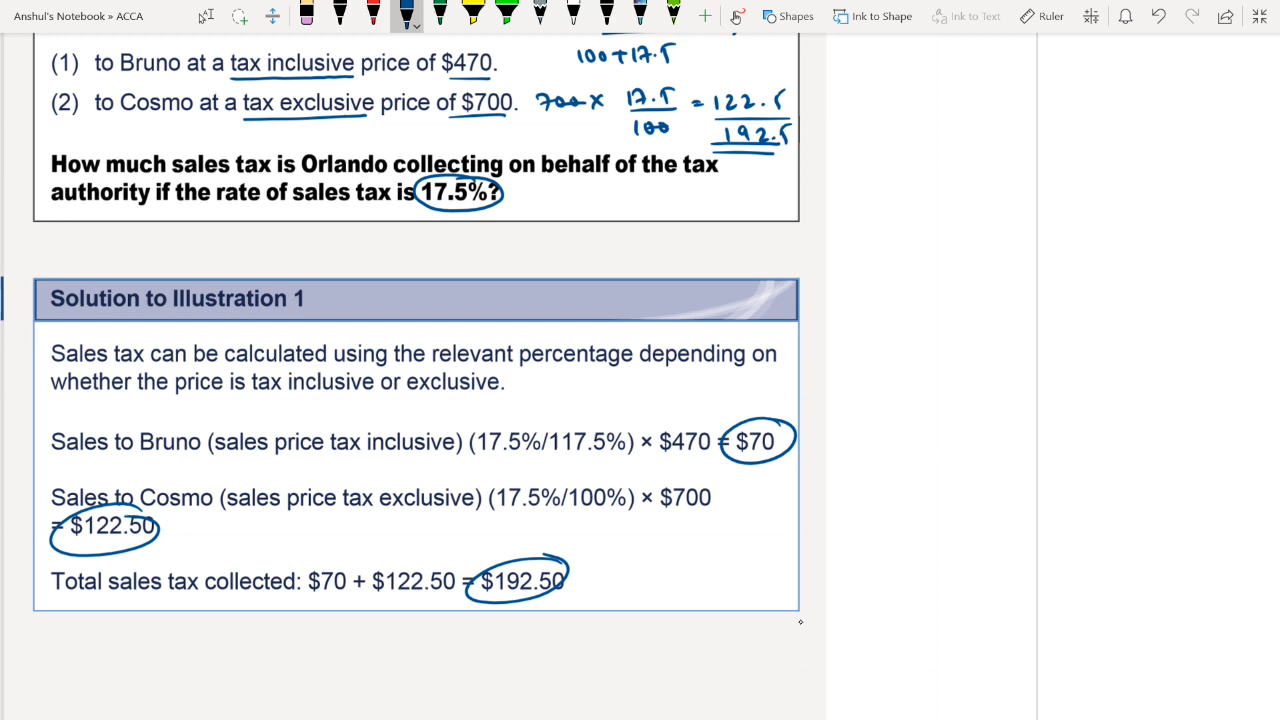 Anshul's Notebook » ACCA
Shapes
Ink to Shape
Ink to Text
Ruler
100+17.5
(1) to Bruno at a tax inclusive price of $470.
(2) to Cosmo at a tax exclusive price of $700. 700 × 17.5/100 = 122.5
192.5
How much sales tax is Orlando collecting on behalf of the tax
authority if the rate of sales tax is 17.5%?
Solution to Illustration 1
Sales tax can be calculated using the relevant percentage depending on
whether the price is tax inclusive or exclusive.
Sales to Bruno (sales price tax inclusive) (17.5%/117.5%) × $470 = $70
Sales to Cosmo (sales price tax exclusive) (17.5%/100%) × $700
= $122.50
Total sales tax collected: $70 + $122.50 = $192.50